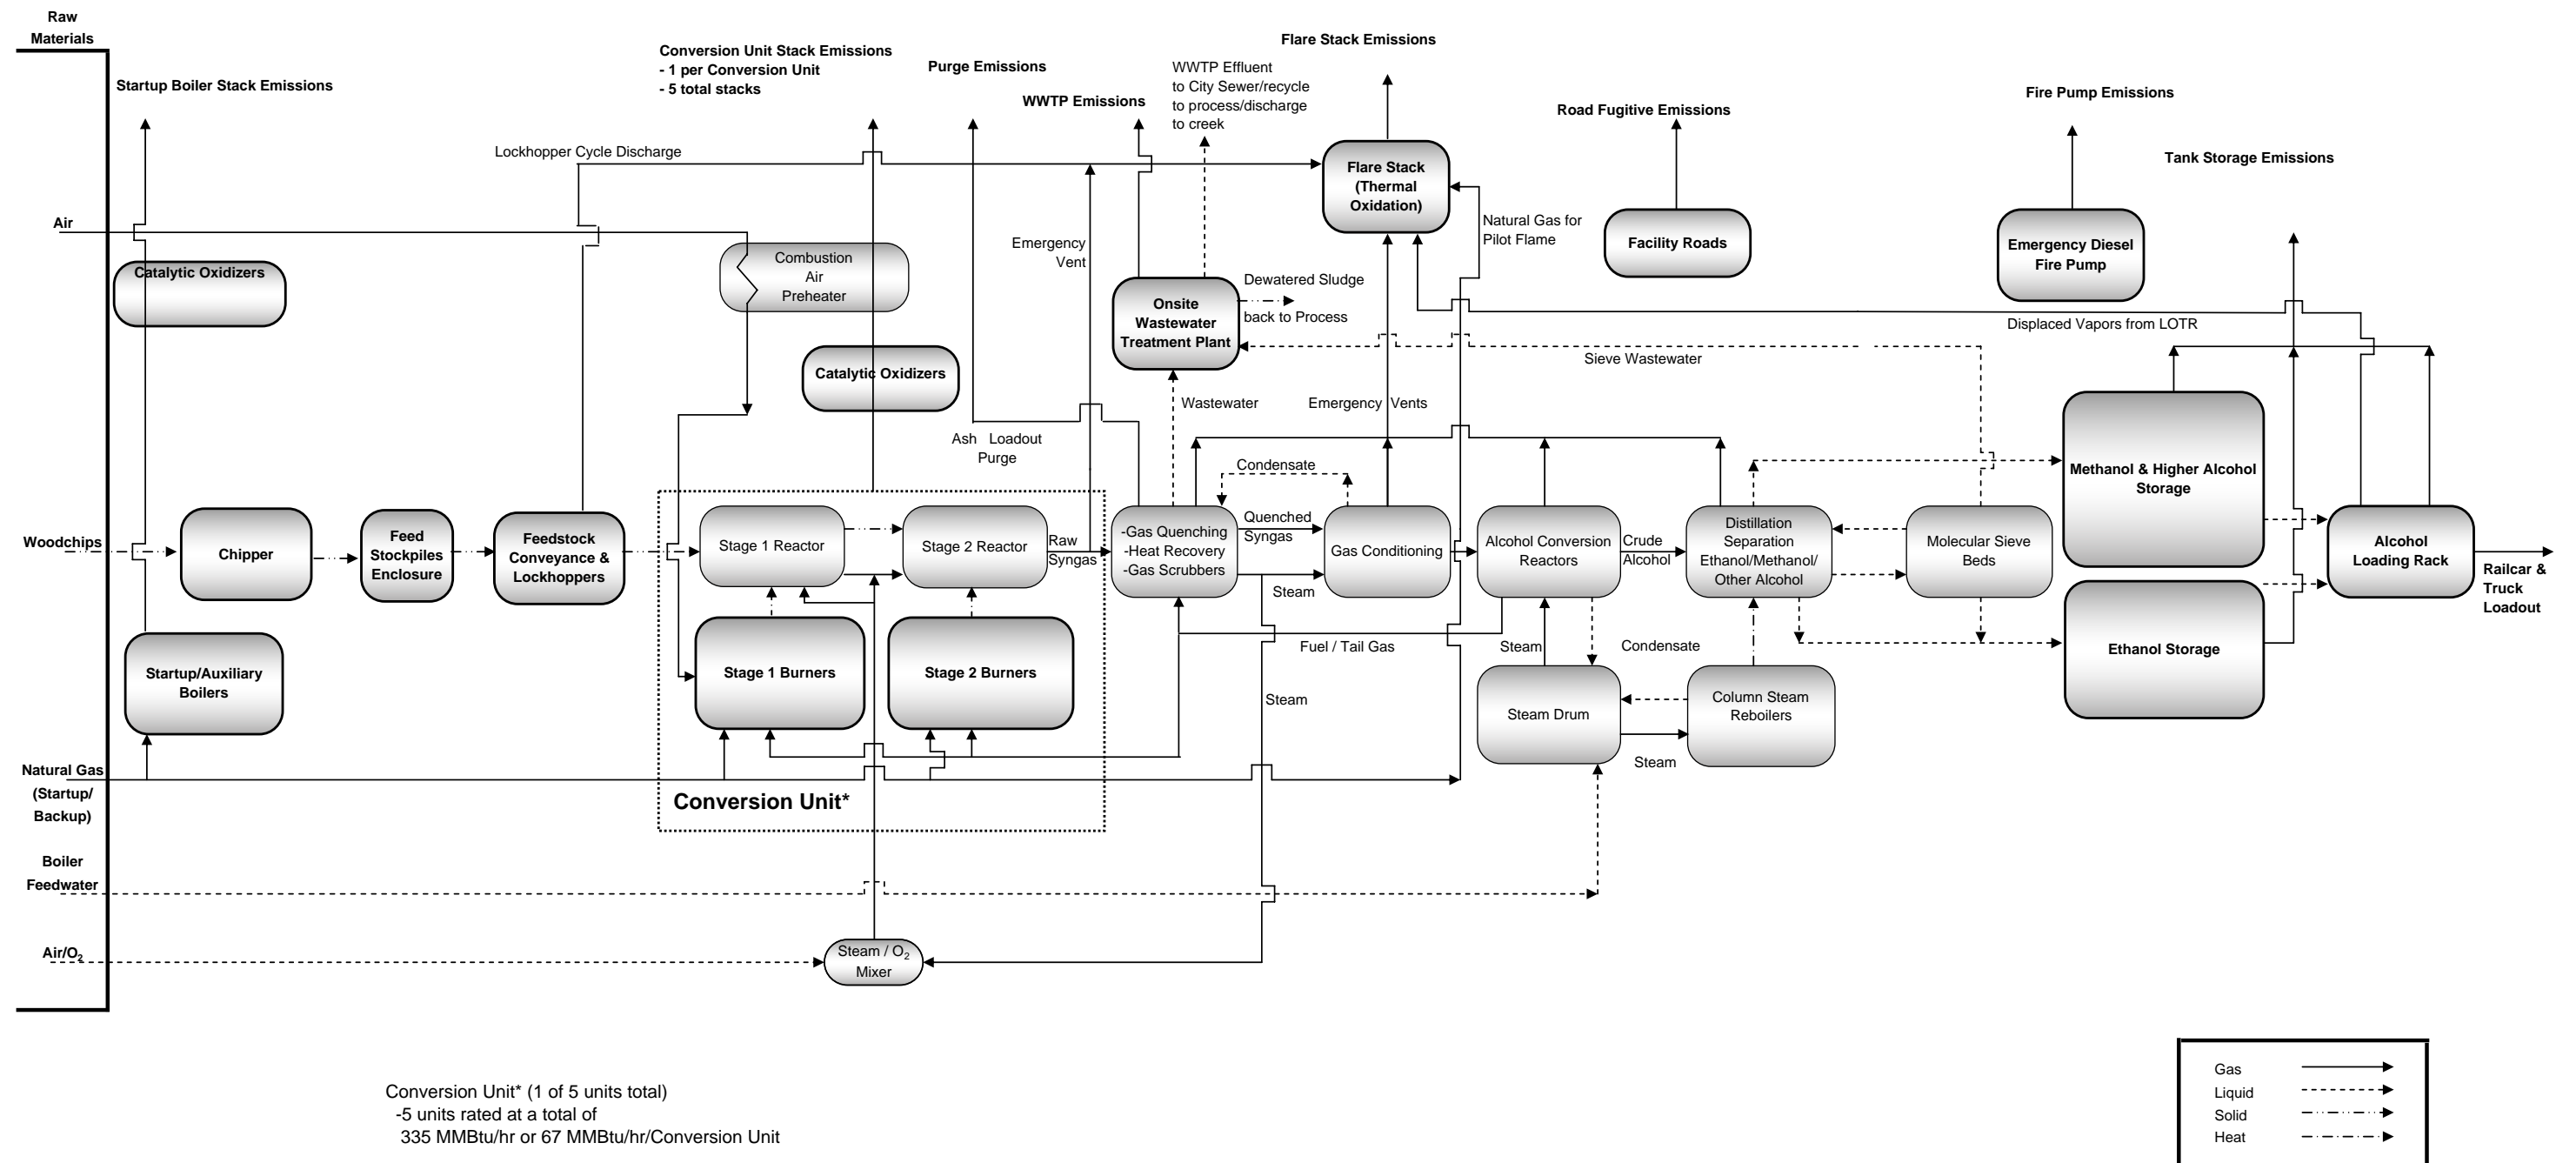 Raw
Materials
Startup Boiler Stack Emissions
Conversion Unit Stack Emissions
- 1 per Conversion Unit
- 5 total stacks
Purge Emissions
WWTP Emissions
WWTP Effluent
to City Sewer/recycle
to process/discharge
to creek
Flare Stack Emissions
Road Fugitive Emissions
Fire Pump Emissions
Tank Storage Emissions
Lockhopper Cycle Discharge
Flare Stack
(Thermal
Oxidation)
Air
Natural Gas for
Pilot Flame
Facility Roads
Emergency Diesel
Fire Pump
Emergency
Vent
Catalytic Oxidizers
Combustion
Air
Preheater
Onsite
Wastewater
Treatment Plant
Dewatered Sludge
back to Process
Displaced Vapors from LOTR
Sieve Wastewater
Catalytic Oxidizers
Wastewater
Emergency Vents
Ash Loadout
Purge
Condensate
Methanol & Higher Alcohol
Storage
Woodchips
Chipper
Feed
Stockpiles
Enclosure
Feedstock
Conveyance &
Lockhoppers
Stage 1 Reactor
Stage 2 Reactor
Raw
Syngas
-Gas Quenching
-Heat Recovery
-Gas Scrubbers
Quenched
Syngas
Steam
Gas Conditioning
Alcohol Conversion
Reactors
Crude
Alcohol
Distillation
Separation
Ethanol/Methanol/
Other Alcohol
Molecular Sieve
Beds
Alcohol
Loading Rack
Railcar &
Truck
Loadout
Startup/Auxiliary
Boilers
Stage 1 Burners
Stage 2 Burners
Fuel / Tail Gas
Steam
Condensate
Ethanol Storage
Steam
Steam Drum
Column Steam
Reboilers
Steam
Natural Gas
(Startup/
Backup)
Conversion Unit*
Boiler
Feedwater
Air/O2
Steam / O2
Mixer
Conversion Unit* (1 of 5 units total)
-5 units rated at a total of
335 MMBtu/hr or 67 MMBtu/hr/Conversion Unit
Gas
Liquid
Solid
Heat